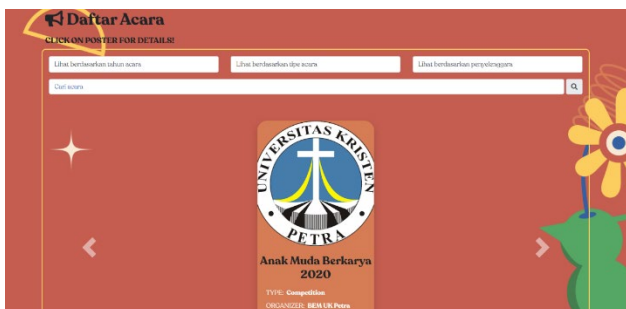 Daftar Acara
CLICK ON POSTER FOR DETAILS!
Lihat berdasarkan tahun acara
Lihat berdasarkan tipe acara
Lihat berdasarkan penyelenggara
Cari acara
UNIVERSITAS KRISTEN
PETRA
Anak Muda Berkarya
2020
TYPE: Competition
ORGANIZER: BEM UK Petra